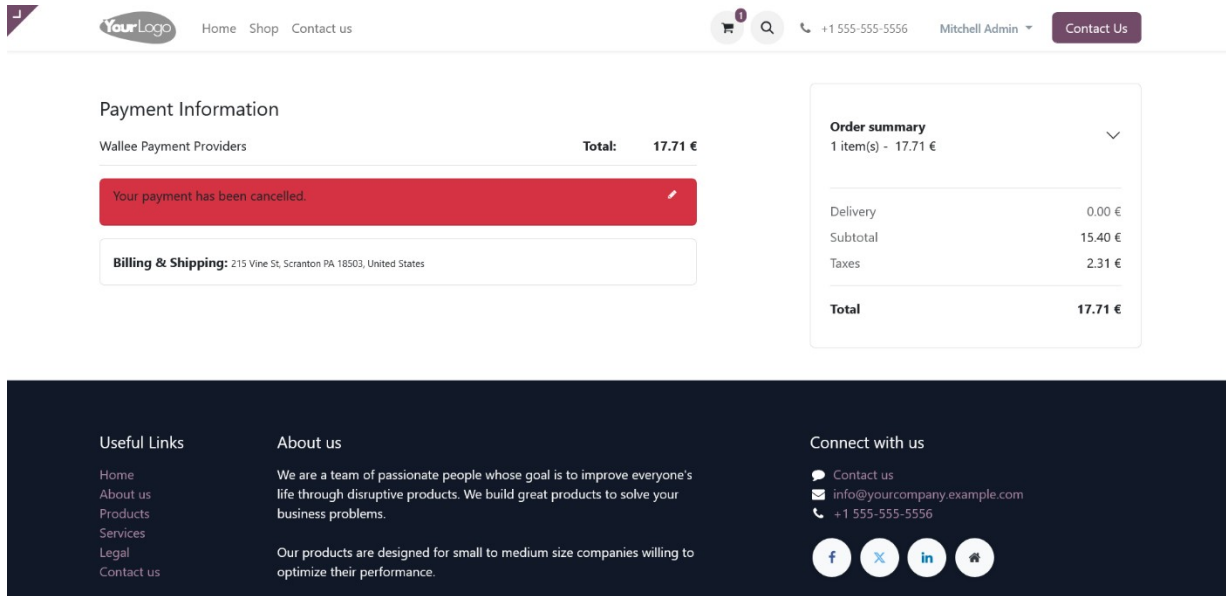 YourLogo
Home Shop Contact us
1
+1 555-555-5556
Mitchell Admin
Contact Us
Payment Information
Wallee Payment Providers Total: 17.71 €
Your payment has been cancelled.
Billing & Shipping: 215 Vine St, Scranton PA 18503, United States
Order summary
1 item(s) - 17.71 €
Delivery 0.00 €
Subtotal 15.40 €
Taxes 2.31 €
Total 17.71 €
Useful Links
Home
About us
Products
Services
Legal
Contact us
About us
We are a team of passionate people whose goal is to improve everyone's
life through disruptive products. We build great products to solve your
business problems.
Our products are designed for small to medium size companies willing to
optimize their performance.
Connect with us
Contact us
info@yourcompany.example.com
+1 555-555-5556